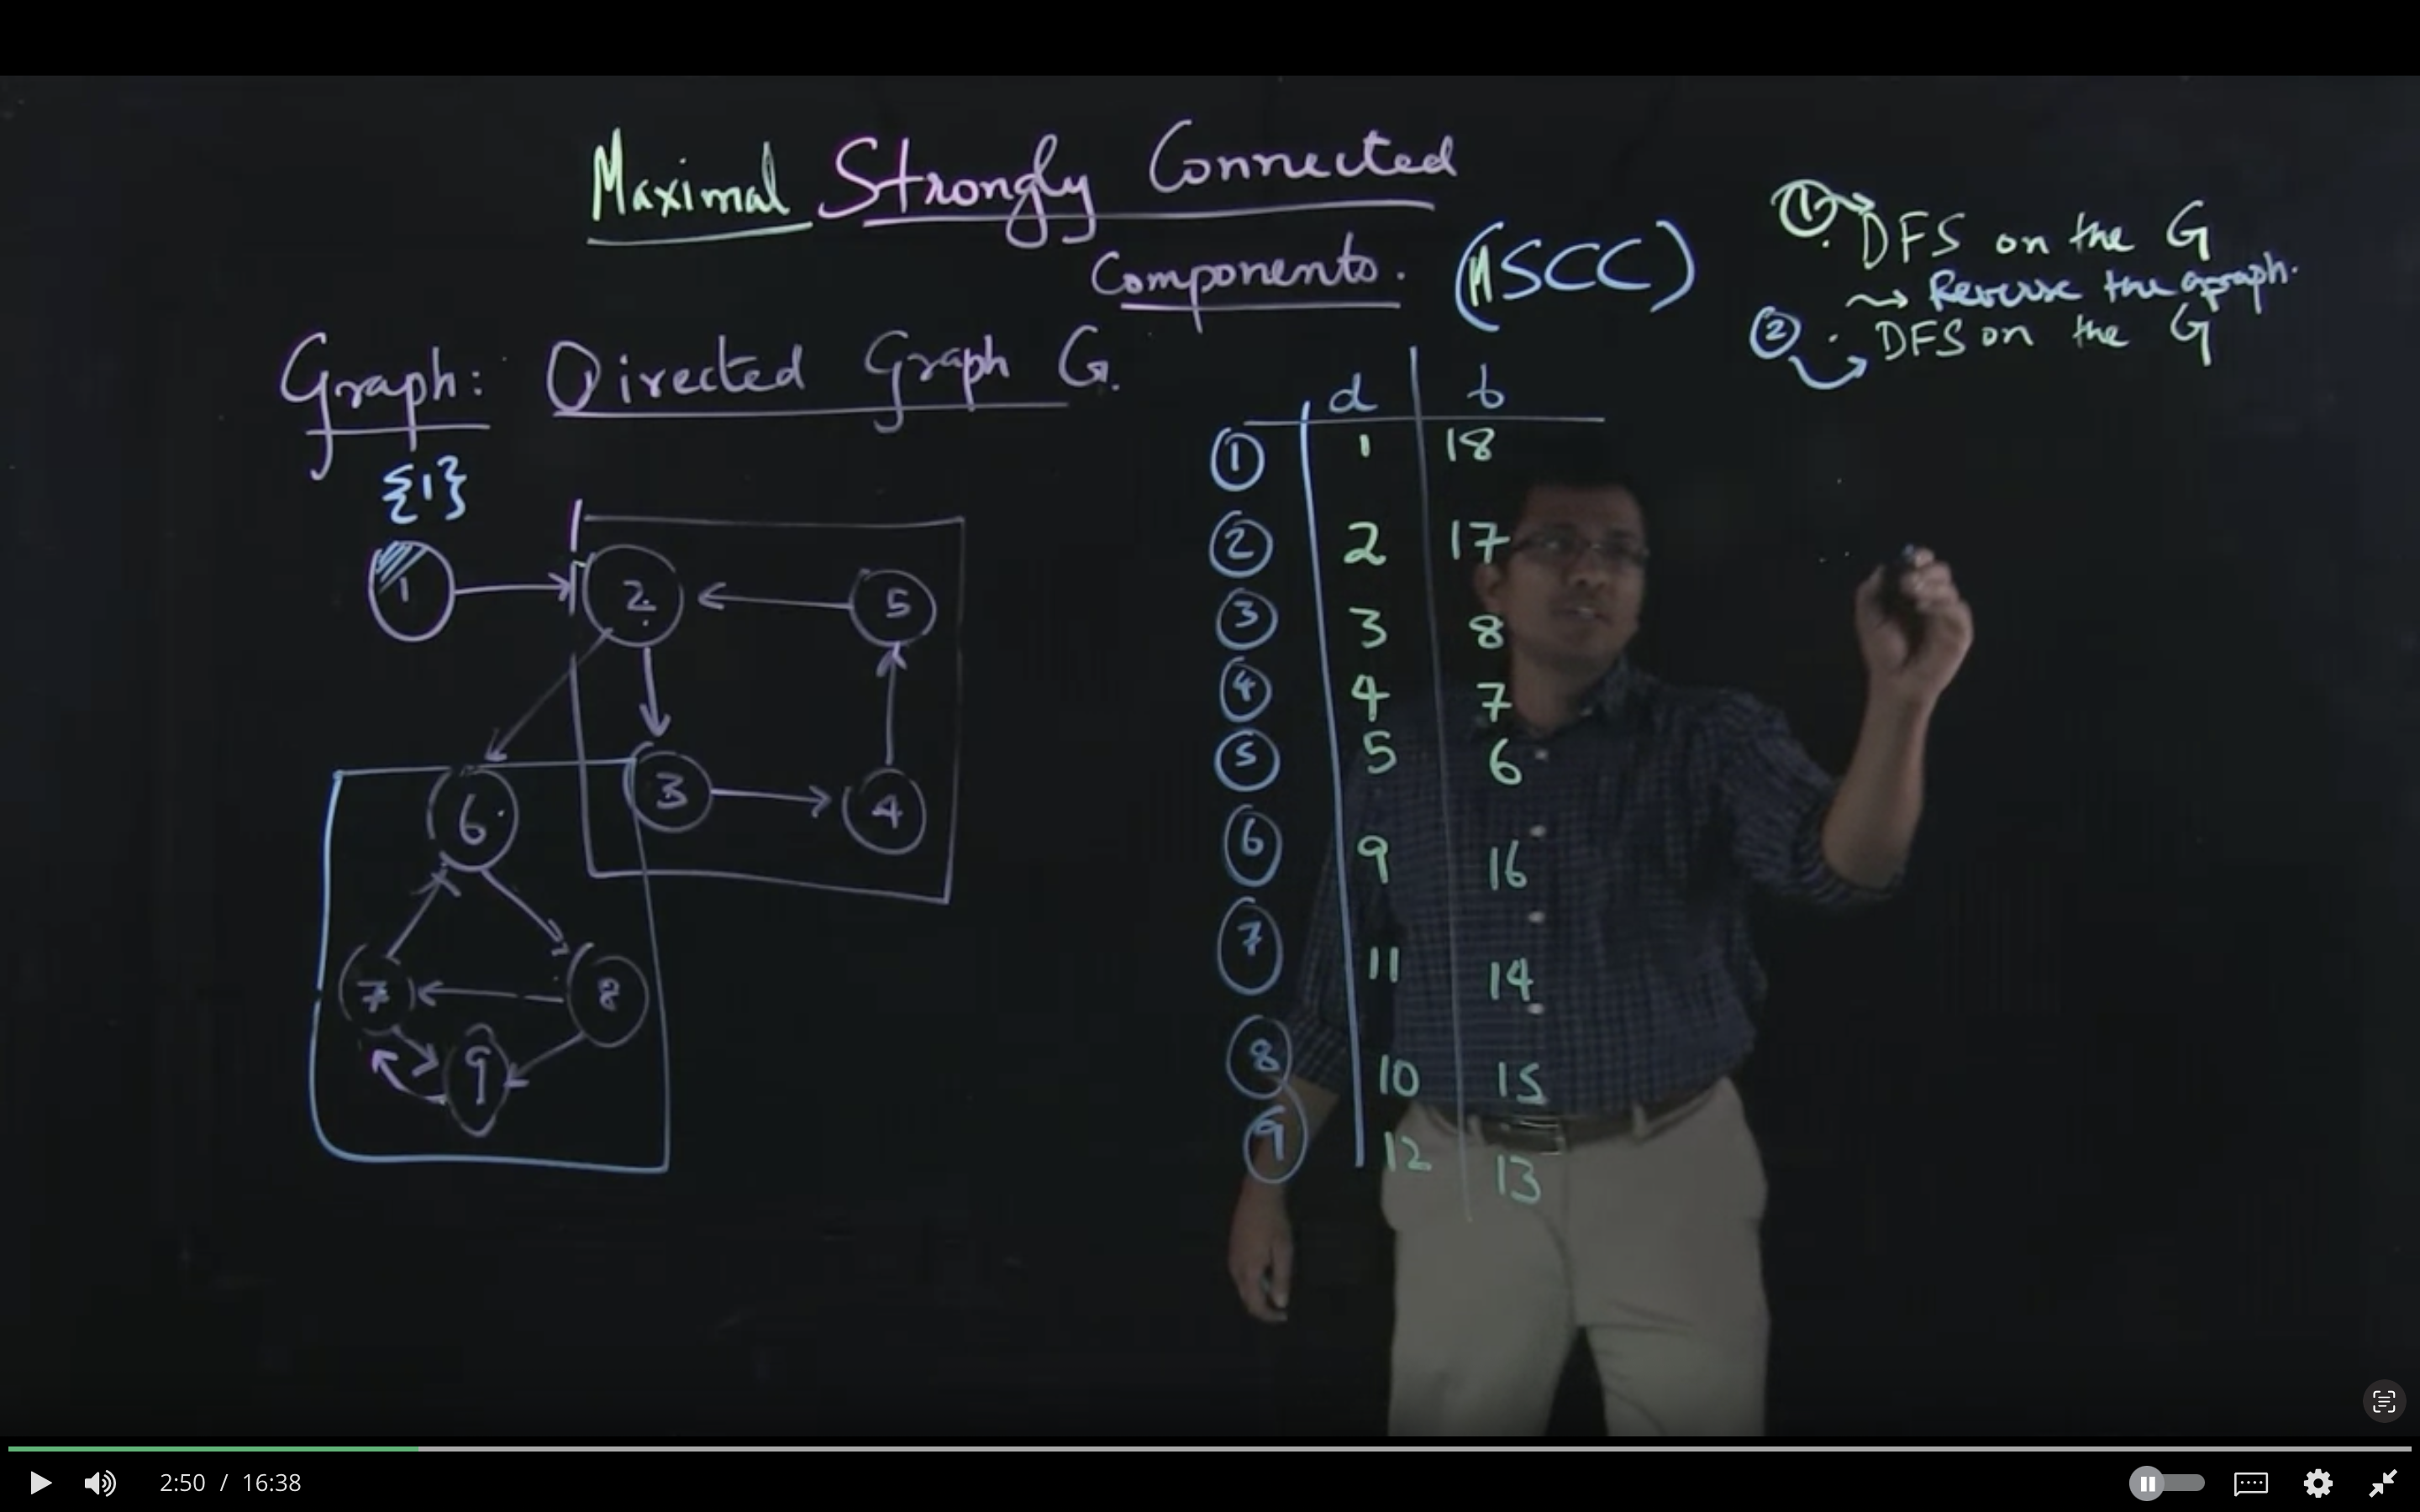 Maximal Strongly Connected
Components. (MSCC)
① DFS on the G
Reverse the graph.
② DFS on the G
Graph: Directed Graph G.
{1}
1 2 5
6 3 4
7 8
9
d f
① 1 18
② 2 17
③ 3 8
④ 4 7
⑤ 5 6
⑥ 9 16
⑦ 11 14
⑧ 10 15
⑨ 12 13
2:50 / 16:38